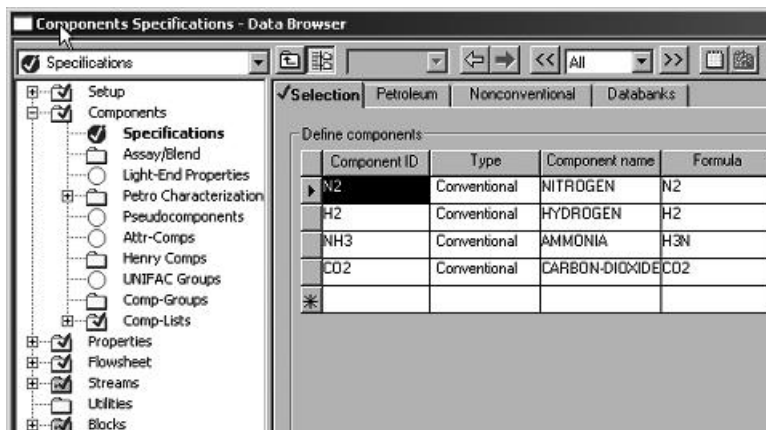 Components Specifications - Data Browser
Specifications
All
<<
>>
Setup
Components
Specifications
Assay/Blend
Light-End Properties
Petro Characterization
Pseudocomponents
Attr-Comps
Henry Comps
UNIFAC Groups
Comp-Groups
Comp-Lists
Properties
Flowsheet
Streams
Utilities
Blocks
Selection Petroleum Nonconventional Databanks
Define components
Component ID Type Component name Formula
N2 Conventional NITROGEN N2
H2 Conventional HYDROGEN H2
NH3 Conventional AMMONIA H3N
CO2 Conventional CARBON-DIOXIDE CO2